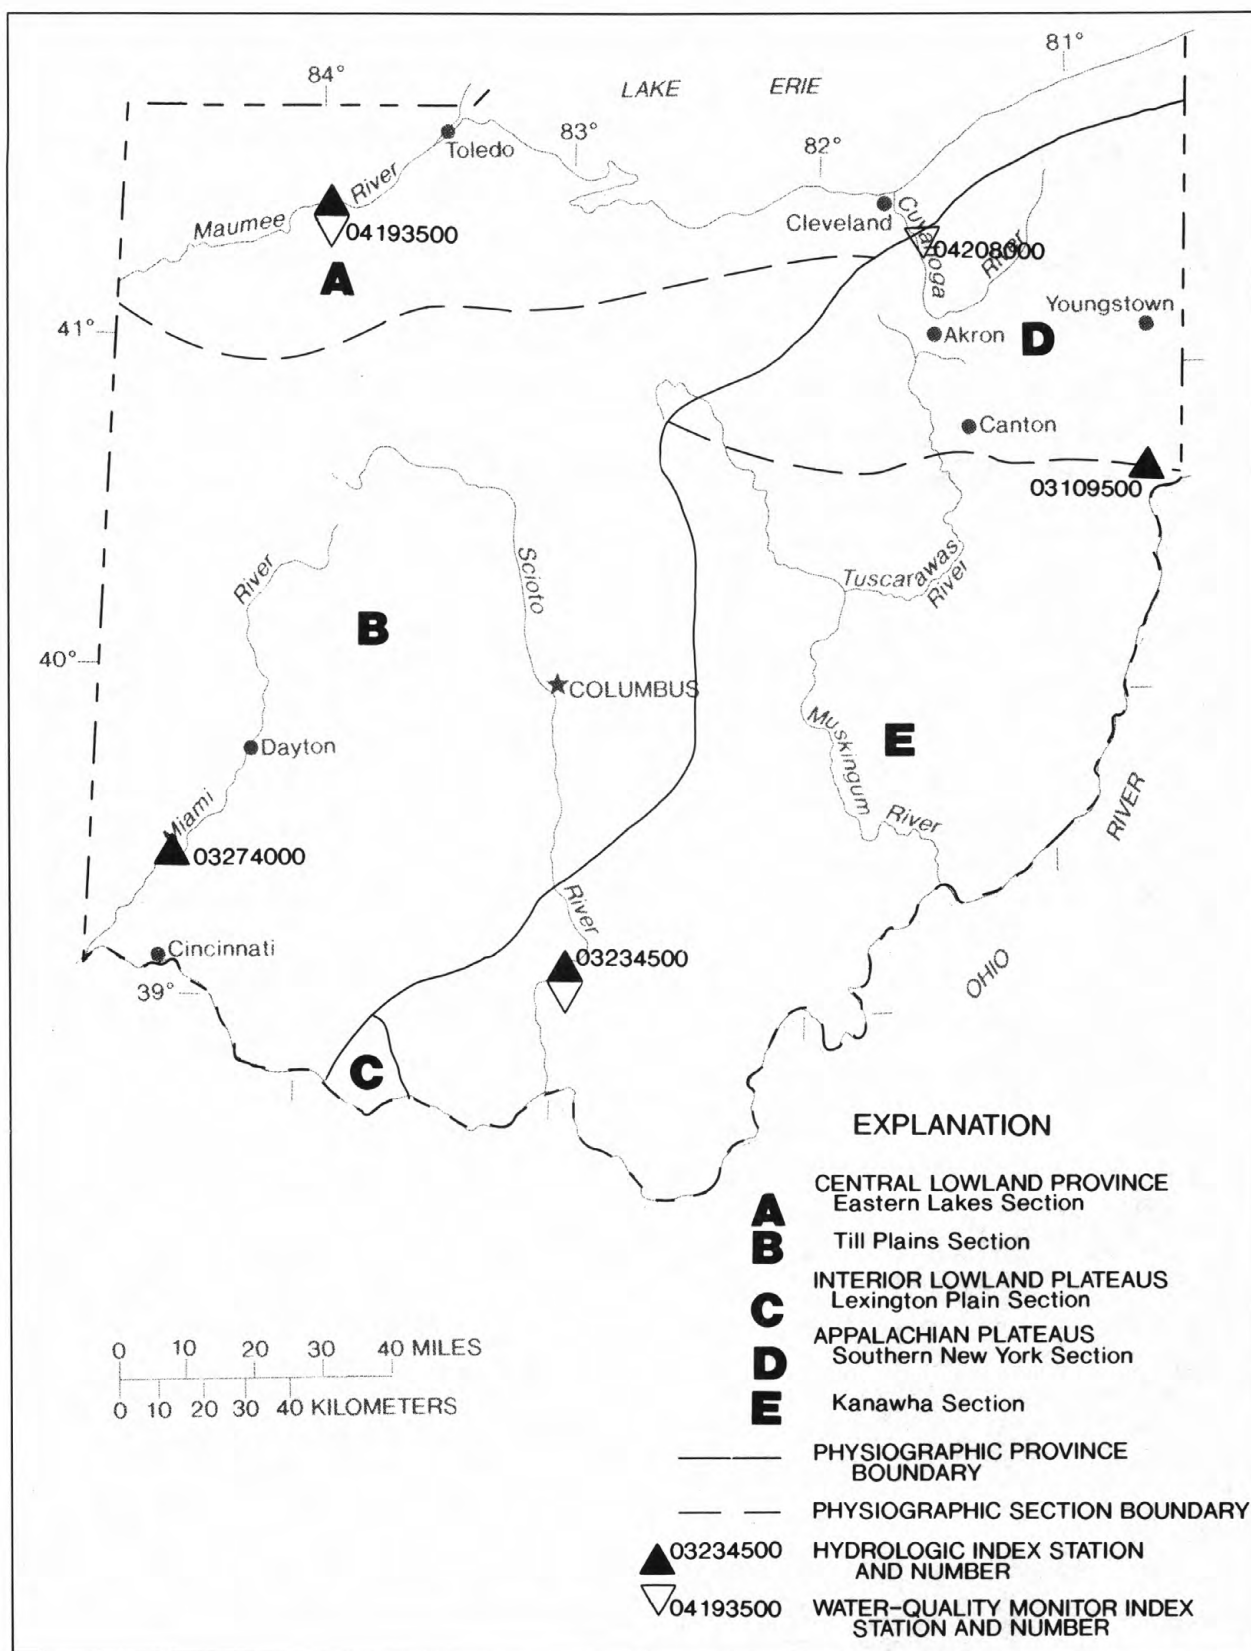 81°
84°
LAKE ERIE
83°
82°
Toledo
Maumee River
Cleveland
Cuyahoga River
04193500
04208000
A
Youngstown
41°
Akron
D
Canton
03109500
River
Scioto
Tuscarawas
River
B
40°
COLUMBUS
Muskingum
E
Dayton
RIVER
Miami
River
03274000
River
Cincinnati
03234500
OHIO
39°
C
EXPLANATION
CENTRAL LOWLAND PROVINCE
A Eastern Lakes Section
B Till Plains Section
INTERIOR LOWLAND PLATEAUS
C Lexington Plain Section
APPALACHIAN PLATEAUS
D Southern New York Section
E Kanawha Section
0 10 20 30 40 MILES
0 10 20 30 40 KILOMETERS
PHYSIOGRAPHIC PROVINCE
BOUNDARY
PHYSIOGRAPHIC SECTION BOUNDARY
03234500 HYDROLOGIC INDEX STATION
AND NUMBER
04193500 WATER-QUALITY MONITOR INDEX
STATION AND NUMBER